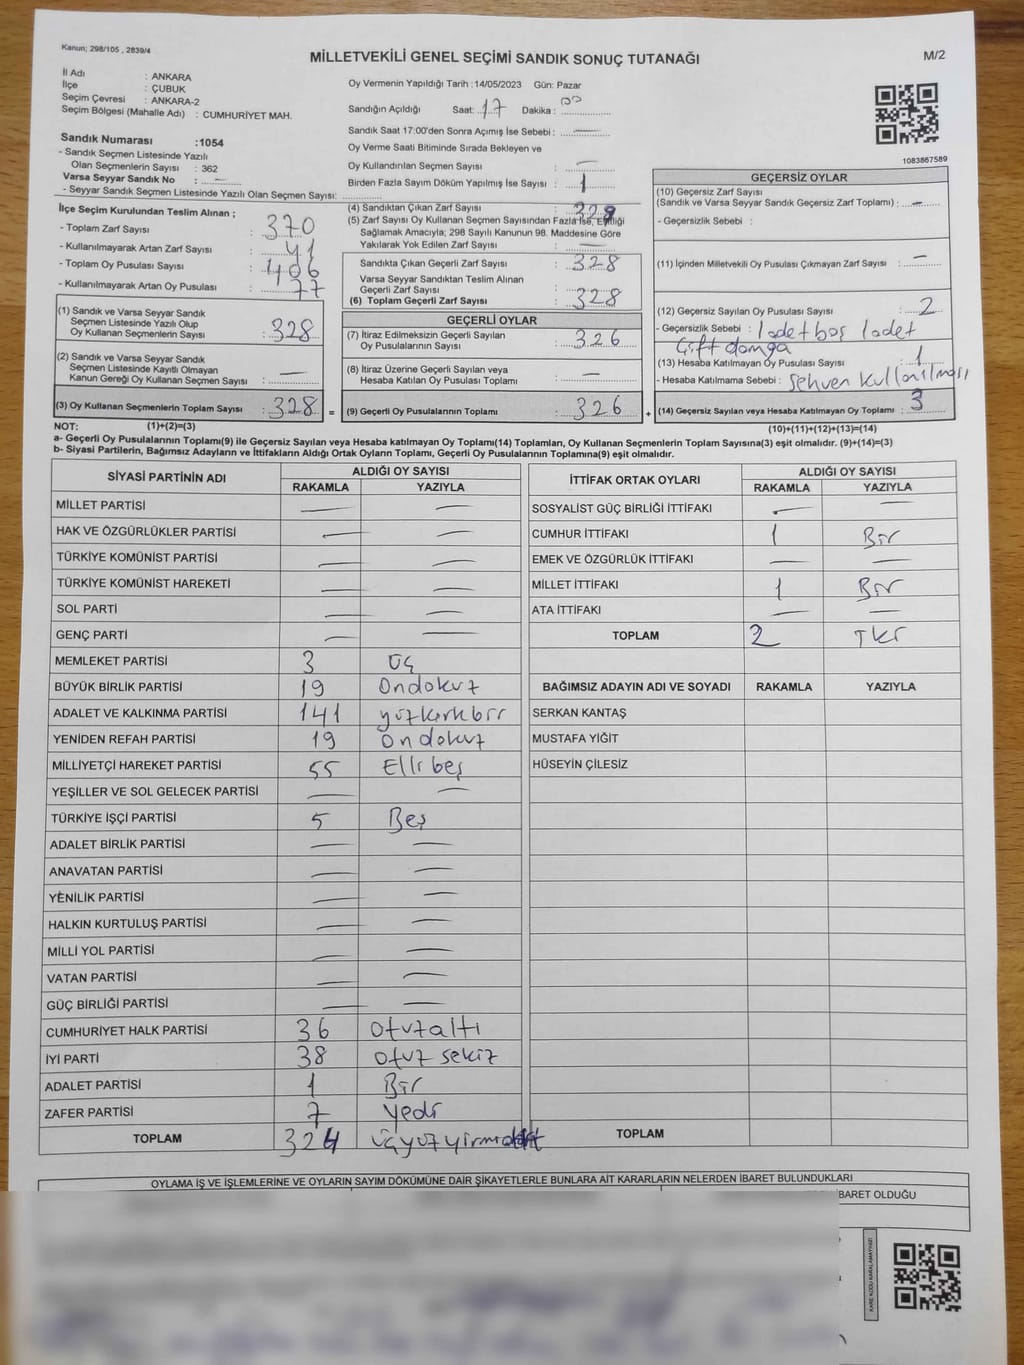 Kanun; 298/105 , 2839/4
MİLLETVEKİLİ GENEL SEÇİMİ SANDIK SONUÇ TUTANAĞI
M/2
İl Adı : ANKARA
İlçe : ÇUBUK
Seçim Çevresi : ANKARA-2
Seçim Bölgesi (Mahalle Adı) : CUMHURİYET MAH.
Sandık Numarası :1054
- Sandık Seçmen Listesinde Yazılı
Olan Seçmenlerin Sayısı : 362
Varsa Seyyar Sandık No : —
- Seyyar Sandık Seçmen Listesinde Yazılı Olan Seçmen Sayısı:
Oy Vermenin Yapıldığı Tarih :14/05/2023 Gün: Pazar
Sandığın Açıldığı Saat: 17 Dakika : 00
Sandık Saat 17:00'den Sonra Açımış İse Sebebi : —
Oy Verme Saati Bitiminde Sırada Bekleyen ve
Oy Kullandırılan Seçmen Sayısı : —
Birden Fazla Sayım Döküm Yapılmış İse Sayısı : 1
1083867589
İlçe Seçim Kurulundan Teslim Alınan ;
- Toplam Zarf Sayısı : 370
- Kullanılmayarak Artan Zarf Sayısı : 41
- Toplam Oy Pusulası Sayısı : 406
- Kullanılmayarak Artan Oy Pusulası : 77
(4) Sandıktan Çıkan Zarf Sayısı : 328
(5) Zarf Sayısı Oy Kullanan Seçmen Sayısından Fazla İse, Eşitliği
Sağlamak Amacıyla; 298 Sayılı Kanunun 98. Maddesine Göre
Yakılarak Yok Edilen Zarf Sayısı : —
Sandıkta Çıkan Geçerli Zarf Sayısı : 328
Varsa Seyyar Sandıktan Teslim Alınan
Geçerli Zarf Sayısı :
(6) Toplam Geçerli Zarf Sayısı : 328
GEÇERSİZ OYLAR
(10) Geçersiz Zarf Sayısı
(Sandık ve Varsa Seyyar Sandık Geçersiz Zarf Toplamı) : —
- Geçersizlik Sebebi :
(11) İçinden Milletvekili Oy Pusulası Çıkmayan Zarf Sayısı : —
(12) Geçersiz Sayılan Oy Pusulası Sayısı : 2
- Geçersizlik Sebebi : 1 adet boş 1 adet
çift damga
(13) Hesaba Katılmayan Oy Pusulası Sayısı : 1
- Hesaba Katılmama Sebebi : Sehven kullanılması
(14) Geçersiz Sayılan veya Hesaba Katılmayan Oy Toplamı : 3
(10)+(11)+(12)+(13)=(14)
(1) Sandık ve Varsa Seyyar Sandık
Seçmen Listesinde Yazılı Olup
Oy Kullanan Seçmenlerin Sayısı : 328
(2) Sandık ve Varsa Seyyar Sandık
Seçmen Listesinde Kayıtlı Olmayan
Kanun Gereği Oy Kullanan Seçmen Sayısı : —
(3) Oy Kullanan Seçmenlerin Toplam Sayısı : 328 =
GEÇERLİ OYLAR
(7) İtiraz Edilmeksizin Geçerli Sayılan
Oy Pusulalarının Sayısı : 326
(8) İtiraz Üzerine Geçerli Sayılan veya
Hesaba Katılan Oy Pusulası Toplamı : —
(9) Geçerli Oy Pusulalarının Toplamı : 326 +
NOT: (1)+(2)=(3)
a- Geçerli Oy Pusulalarının Toplamı(9) ile Geçersiz Sayılan veya Hesaba katılmayan Oy Toplamı(14) Toplamları, Oy Kullanan Seçmenlerin Toplam Sayısına(3) eşit olmalıdır. (9)+(14)=(3)
b- Siyasi Partilerin, Bağımsız Adayların ve İttifakların Aldığı Ortak Oyların Toplamı, Geçerli Oy Pusulalarının Toplamına(9) eşit olmalıdır.
SİYASİ PARTİNİN ADI ALDIĞI OY SAYISI
RAKAMLA YAZIYLA
MİLLET PARTİSİ — —
HAK VE ÖZGÜRLÜKLER PARTİSİ — —
TÜRKİYE KOMÜNİST PARTİSİ — —
TÜRKİYE KOMÜNİST HAREKETİ — —
SOL PARTİ — —
GENÇ PARTİ — —
MEMLEKET PARTİSİ 3 üç
BÜYÜK BİRLİK PARTİSİ 19 Ondokuz
ADALET VE KALKINMA PARTİSİ 141 yüzkırkbir
YENİDEN REFAH PARTİSİ 19 Ondokuz
MİLLİYETÇİ HAREKET PARTİSİ 55 Ellibeş
YEŞİLLER VE SOL GELECEK PARTİSİ — —
TÜRKİYE İŞÇİ PARTİSİ 5 Beş
ADALET BİRLİK PARTİSİ — —
ANAVATAN PARTİSİ — —
YENİLİK PARTİSİ — —
HALKIN KURTULUŞ PARTİSİ — —
MİLLİ YOL PARTİSİ — —
VATAN PARTİSİ — —
GÜÇ BİRLİĞİ PARTİSİ — —
CUMHURİYET HALK PARTİSİ 36 otuzaltı
İYİ PARTİ 38 otuz sekiz
ADALET PARTİSİ 1 Bir
ZAFER PARTİSİ 7 yedi
TOPLAM 324
İTTİFAK ORTAK OYLARI ALDIĞI OY SAYISI
RAKAMLA YAZIYLA
SOSYALİST GÜÇ BİRLİĞİ İTTİFAKI — —
CUMHUR İTTİFAKI 1 Bir
EMEK VE ÖZGÜRLÜK İTTİFAKI — —
MİLLET İTTİFAKI 1 Bir
ATA İTTİFAKI — —
TOPLAM 2
BAĞIMSIZ ADAYIN ADI VE SOYADI RAKAMLA YAZIYLA
SERKAN KANTAŞ
MUSTAFA YİĞİT
HÜSEYİN ÇİLESİZ
TOPLAM
OYLAMA İŞ VE İŞLEMLERİNE VE OYLARIN SAYIM DÖKÜMÜNE DAİR ŞİKAYETLERLE BUNLARA AİT KARARLARIN NELERDEN İBARET BULUNDUKLARI
İBARET OLDUĞU
KARE KODU KARALAMAYINIZ!